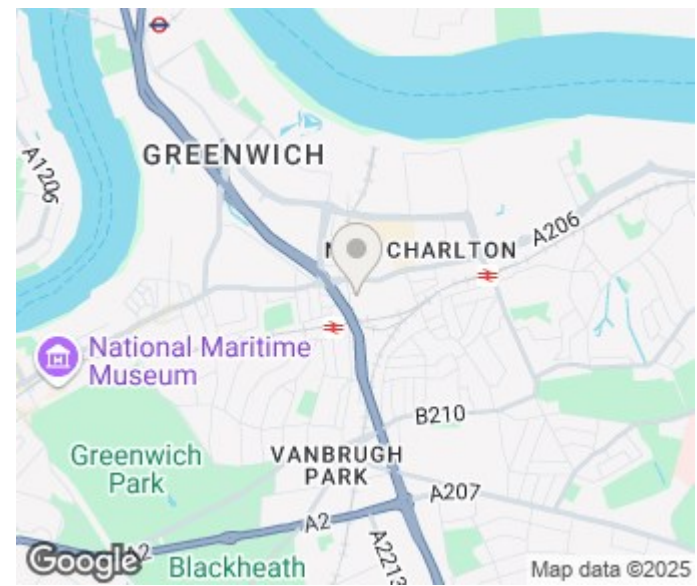 GREENWICH
A1206
CHARLTON
A206
National Maritime
Museum
B210
VANBRUGH
PARK
Greenwich
Park
A207
A2
A2
A2213
Blackheath
Google
Map data ©2025